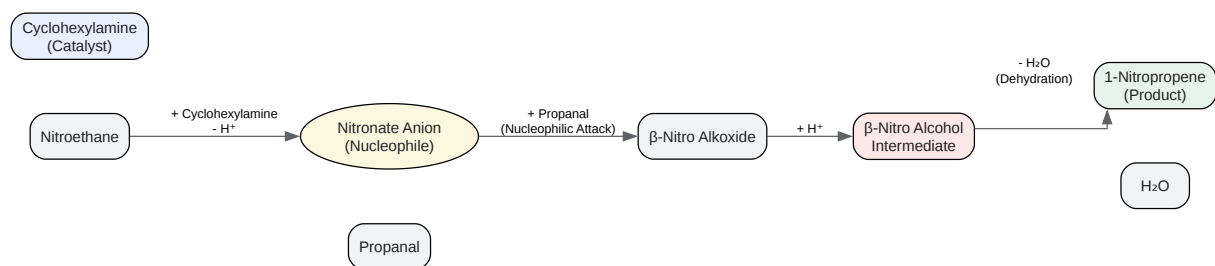 Cyclohexylamine
(Catalyst)
Nitroethane
+ Cyclohexylamine
- H⁺
Nitronate Anion
(Nucleophile)
+ Propanal
(Nucleophilic Attack)
β-Nitro Alkoxide
+ H⁺
β-Nitro Alcohol
Intermediate
- H₂O
(Dehydration)
1-Nitropropene
(Product)
H₂O
Propanal